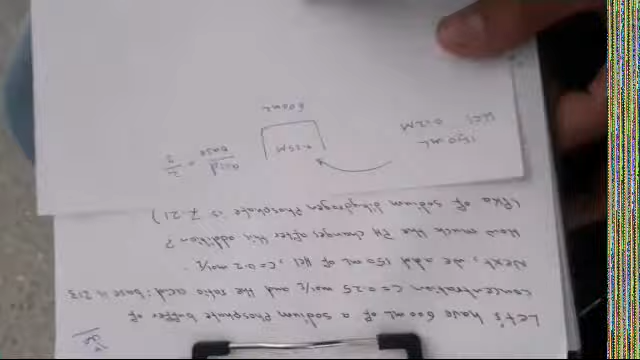 Let's have 600 mL of a sodium phosphate buffer of
concentration C=0.25 mol/L and the ratio acid:base is 2:3
Next, we add 150 mL of HCl, C=0.2 mol/L.
How much the PH changes after this addition?
(PKa of sodium dihydrogen Phosphate is 7.21)
150 mL
HCl 0.2M
0.25M
600mL
acid/base = 2/3